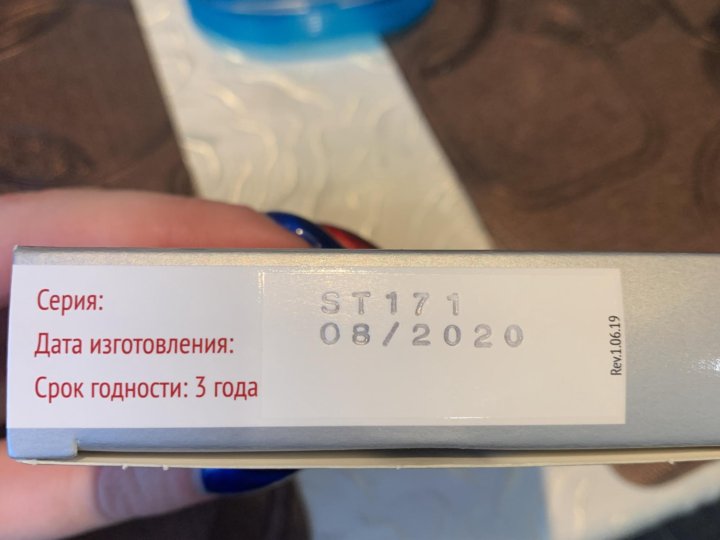 Серия: ST171
Дата изготовления: 08/2020
Срок годности: 3 года
Rev.1.06.19